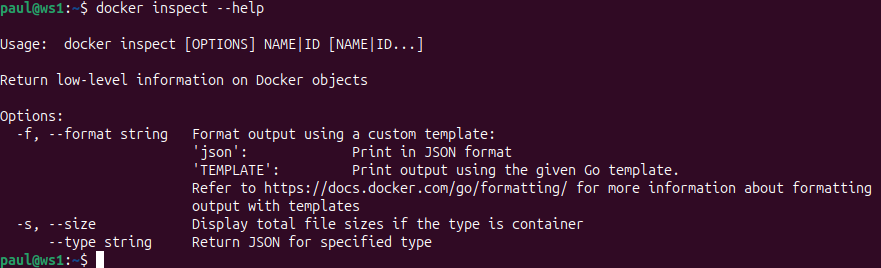 paul@ws1:~$ docker inspect --help

Usage:  docker inspect [OPTIONS] NAME|ID [NAME|ID...]

Return low-level information on Docker objects

Options:
  -f, --format string   Format output using a custom template:
                        'json':             Print in JSON format
                        'TEMPLATE':         Print output using the given Go template.
                        Refer to https://docs.docker.com/go/formatting/ for more information about formatting
                        output with templates
  -s, --size            Display total file sizes if the type is container
      --type string     Return JSON for specified type
paul@ws1:~$